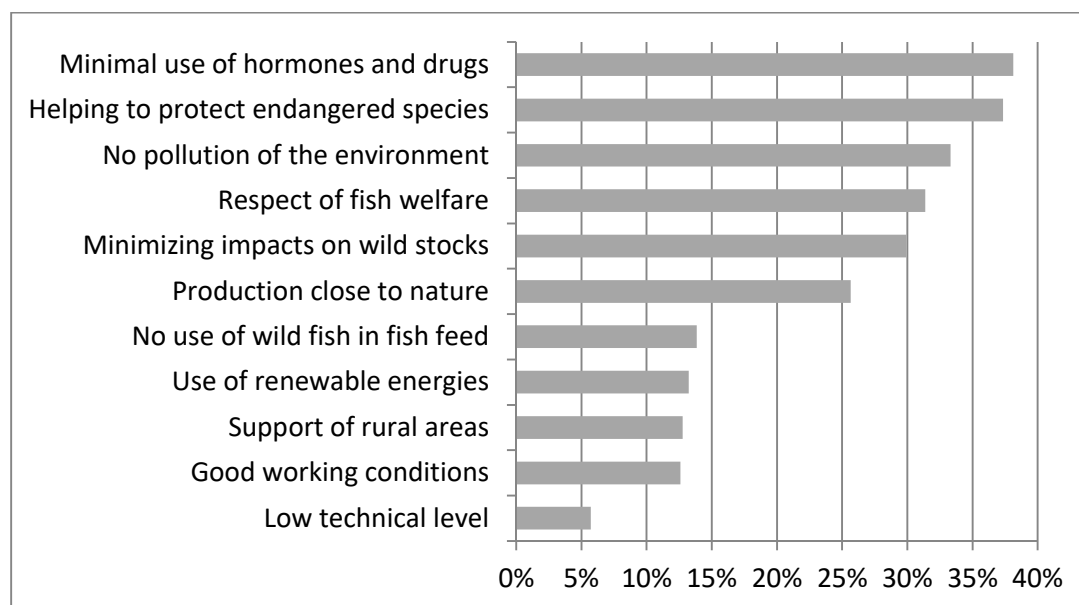 Minimal use of hormones and drugs
Helping to protect endangered species
No pollution of the environment
Respect of fish welfare
Minimizing impacts on wild stocks
Production close to nature
No use of wild fish in fish feed
Use of renewable energies
Support of rural areas
Good working conditions
Low technical level
0% 5% 10% 15% 20% 25% 30% 35% 40%